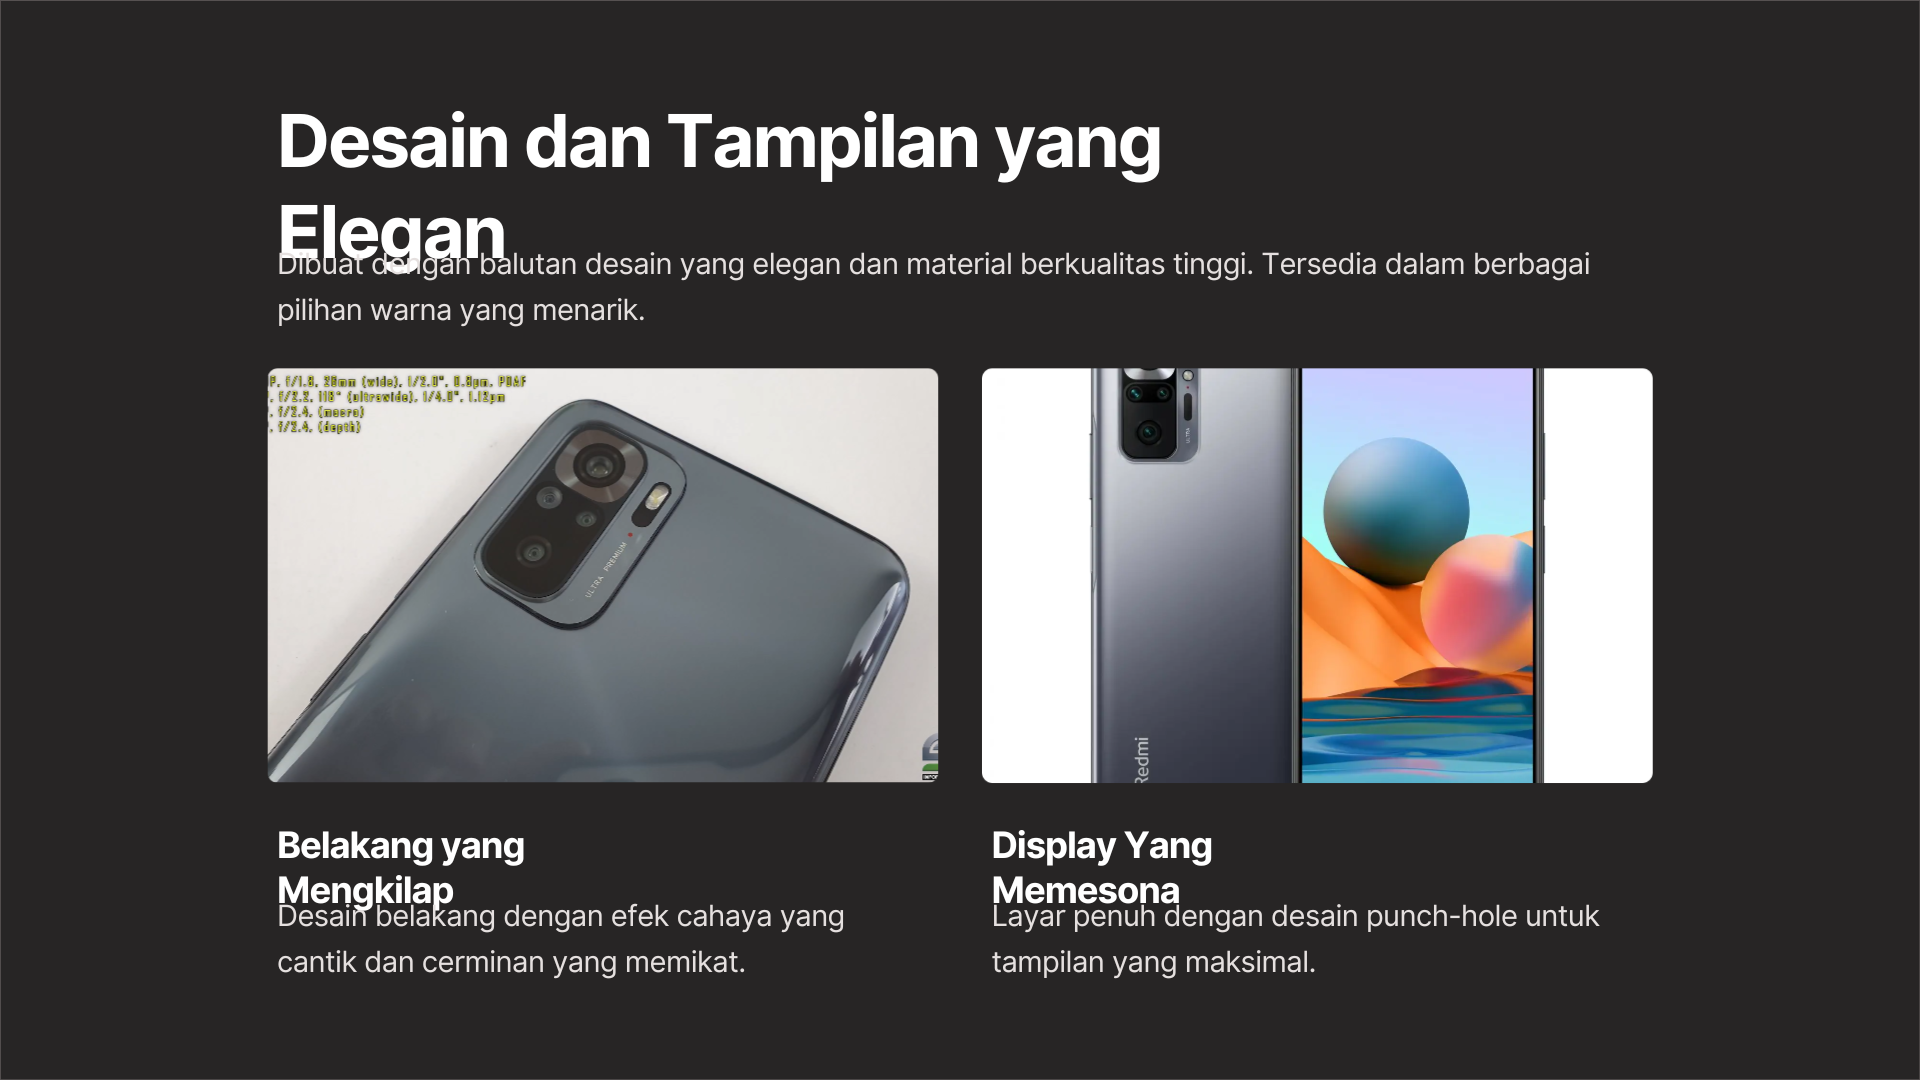 Desain dan Tampilan yang
Elegan
Dibuat dengan balutan desain yang elegan dan material berkualitas tinggi. Tersedia dalam berbagai
pilihan warna yang menarik.
P, f/1.8, 26mm (wide), 1/2.0", 0.8µm, PDAF
, f/2.2, 118° (ultrawide), 1/4.0", 1.12µm
, f/2.4, (macro)
, f/2.4, (depth)
ULTRA PREMIUM
ULTRA
Redmi
Belakang yang
Mengkilap
Desain belakang dengan efek cahaya yang
cantik dan cerminan yang memikat.
Display Yang
Memesona
Layar penuh dengan desain punch-hole untuk
tampilan yang maksimal.